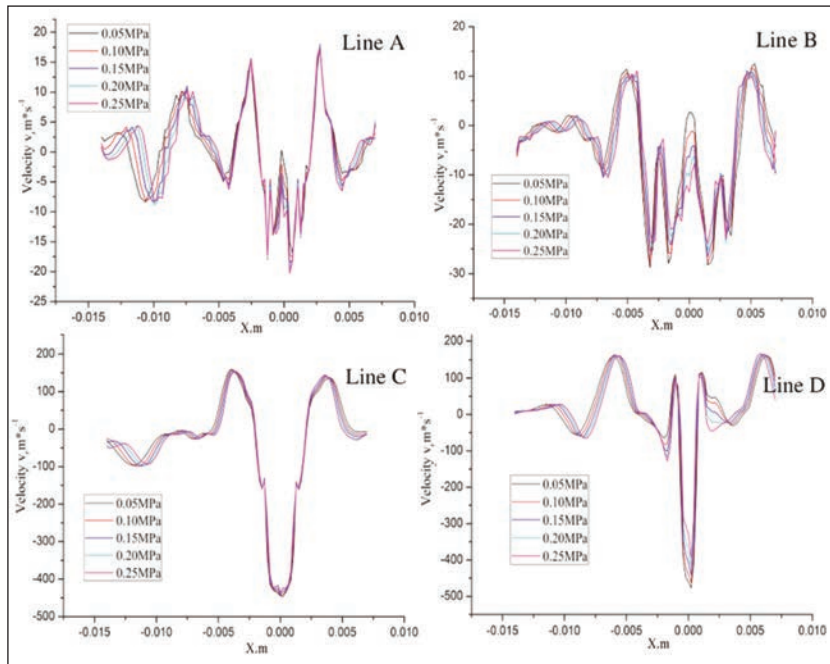 Line A
0.05MPa
0.10MPa
0.15MPa
0.20MPa
0.25MPa
Velocity v, m*s⁻¹
20
15
10
5
0
-5
-10
-15
-20
-25
-0.015 -0.010 -0.005 0.000 0.005 0.010
X.m
Line B
0.05MPa
0.10MPa
0.15MPa
0.20MPa
0.25MPa
Velocity v, m*s⁻¹
20
10
0
-10
-20
-30
-0.015 -0.010 -0.005 0.000 0.005 0.010
X.m
Line C
0.05MPa
0.10MPa
0.15MPa
0.20MPa
0.25MPa
Velocity v, m*s⁻¹
200
100
0
-100
-200
-300
-400
-500
-0.015 -0.010 -0.005 0.000 0.005 0.010
X.m
Line D
0.05MPa
0.10MPa
0.15MPa
0.20MPa
0.25MPa
Velocity v, m*s⁻¹
200
100
0
-100
-200
-300
-400
-500
-0.015 -0.010 -0.005 0.000 0.005 0.010
X.m